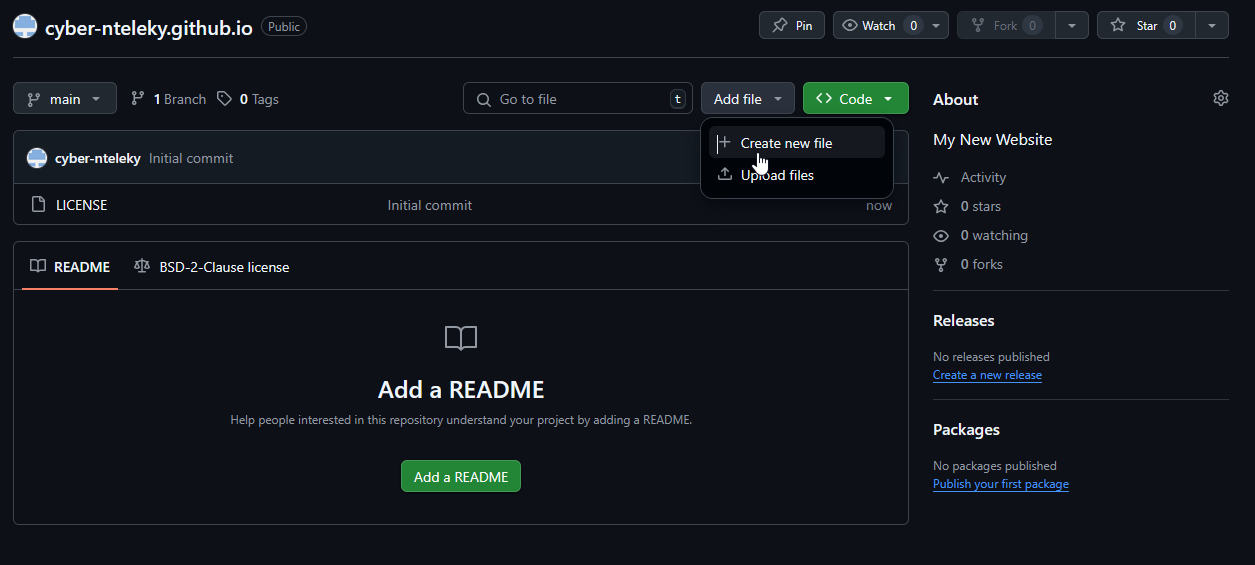 cyber-nteleky.github.io Public Pin Watch 0 Fork 0 Star 0
main 1 Branch 0 Tags Go to file t Add file Code
Create new file
Upload files
cyber-nteleky Initial commit
LICENSE Initial commit now
README BSD-2-Clause license
Add a README
Help people interested in this repository understand your project by adding a README.
Add a README
About
My New Website
Activity
0 stars
0 watching
0 forks
Releases
No releases published
Create a new release
Packages
No packages published
Publish your first package